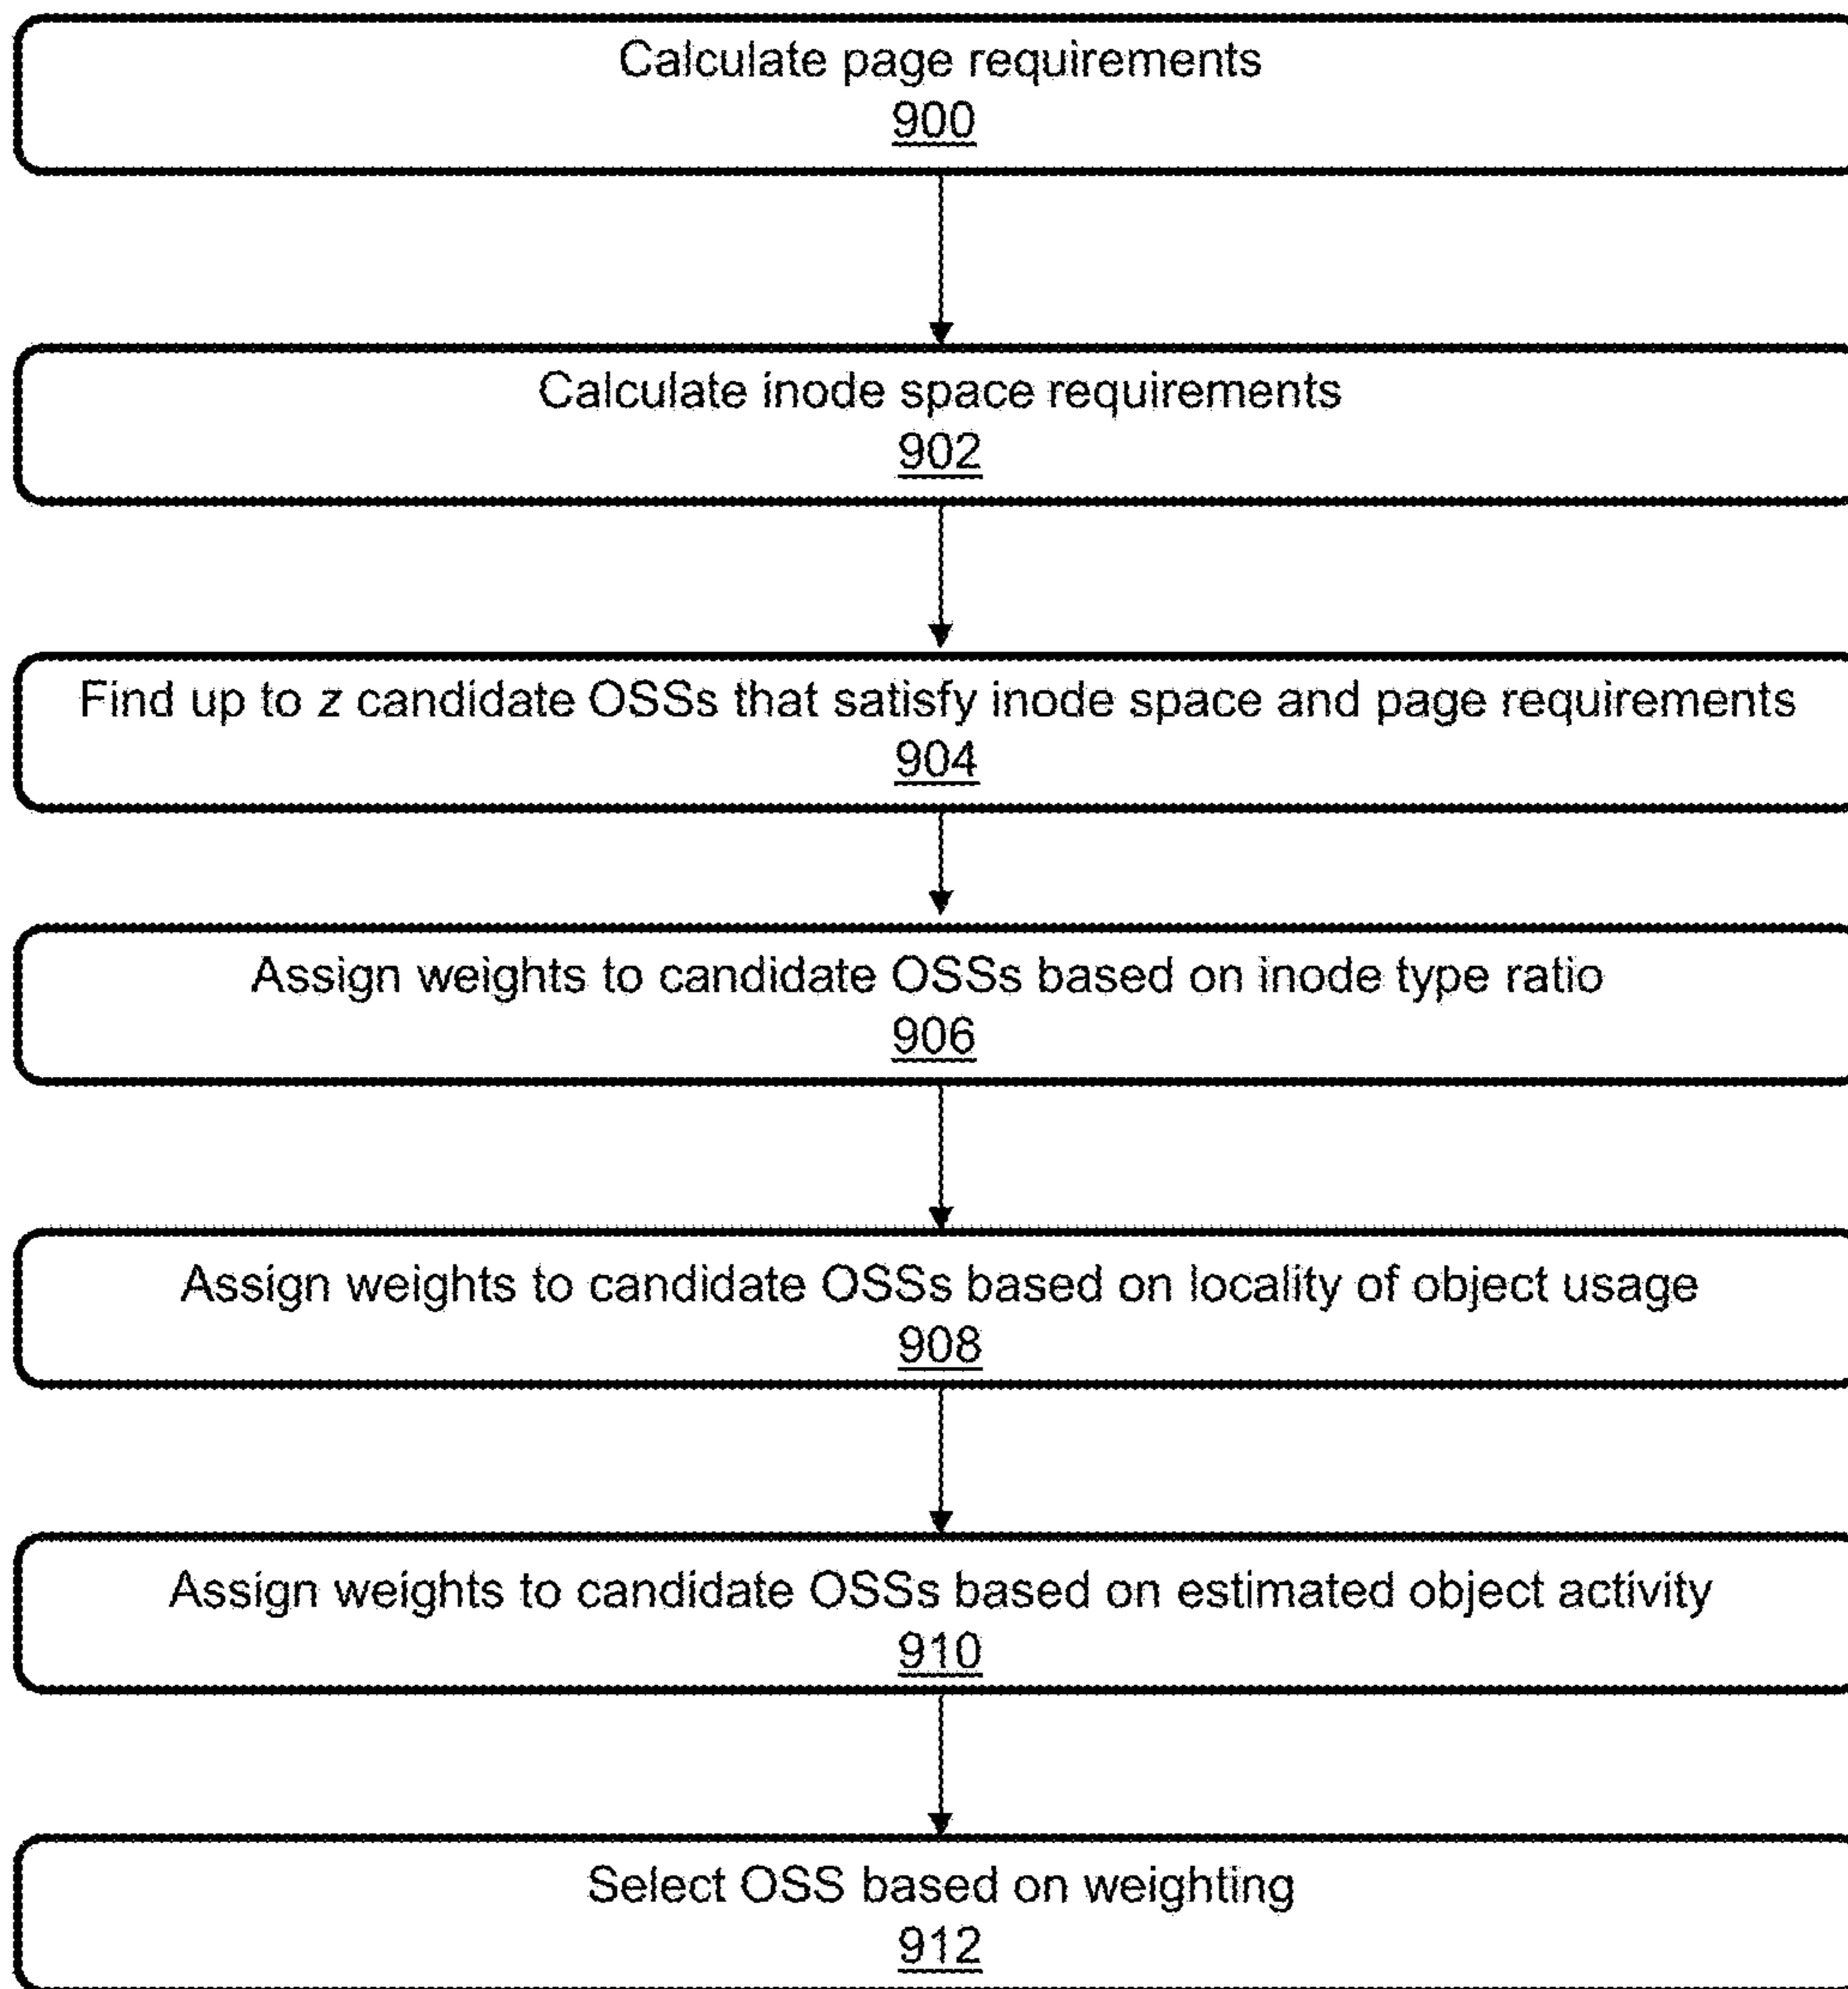 Calculate page requirements
900
Calculate inode space requirements
902
Find up to z candidate OSSs that satisfy inode space and page requirements
904
Assign weights to candidate OSSs based on inode type ratio
906
Assign weights to candidate OSSs based on locality of object usage
908
Assign weights to candidate OSSs based on estimated object activity
910
Select OSS based on weighting
912